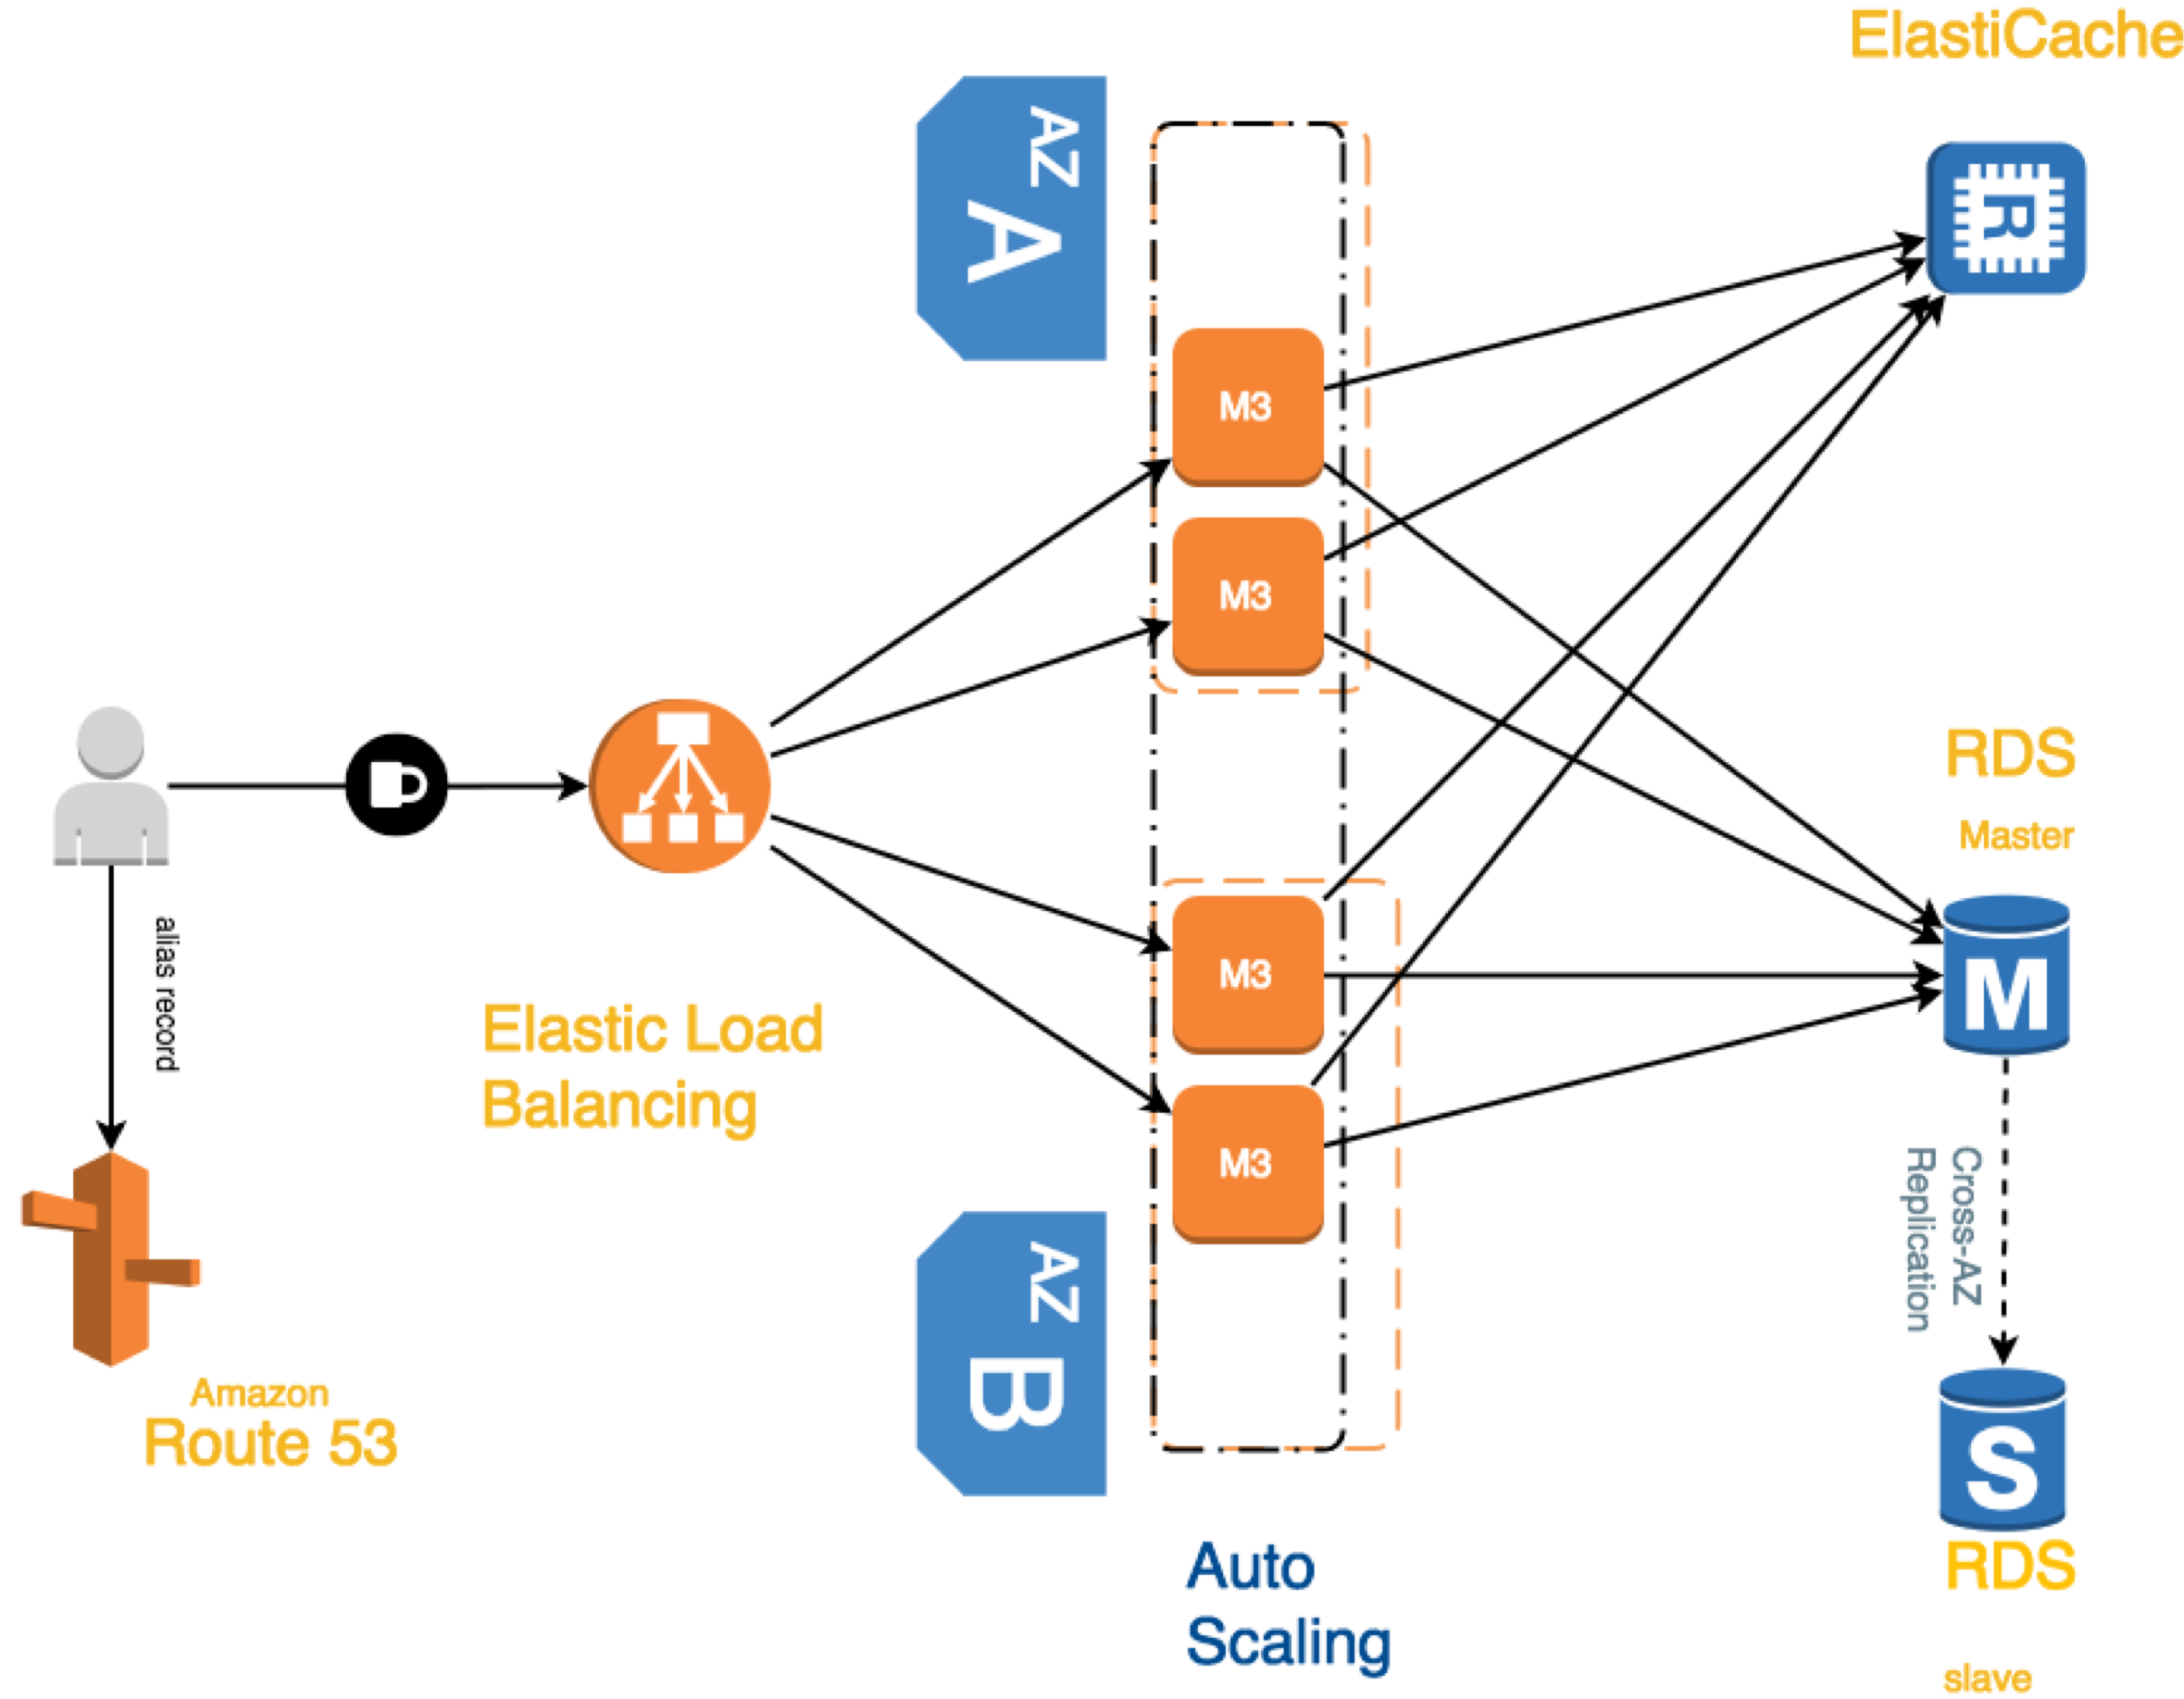 ElastiCache
AZ
A
R
M3
M3
RDS
Master
alias record
M3
M
Elastic Load
Balancing
M3
Cross-AZ
Replication
AZ
B
Amazon
Route 53
S
RDS
Auto
Scaling
slave